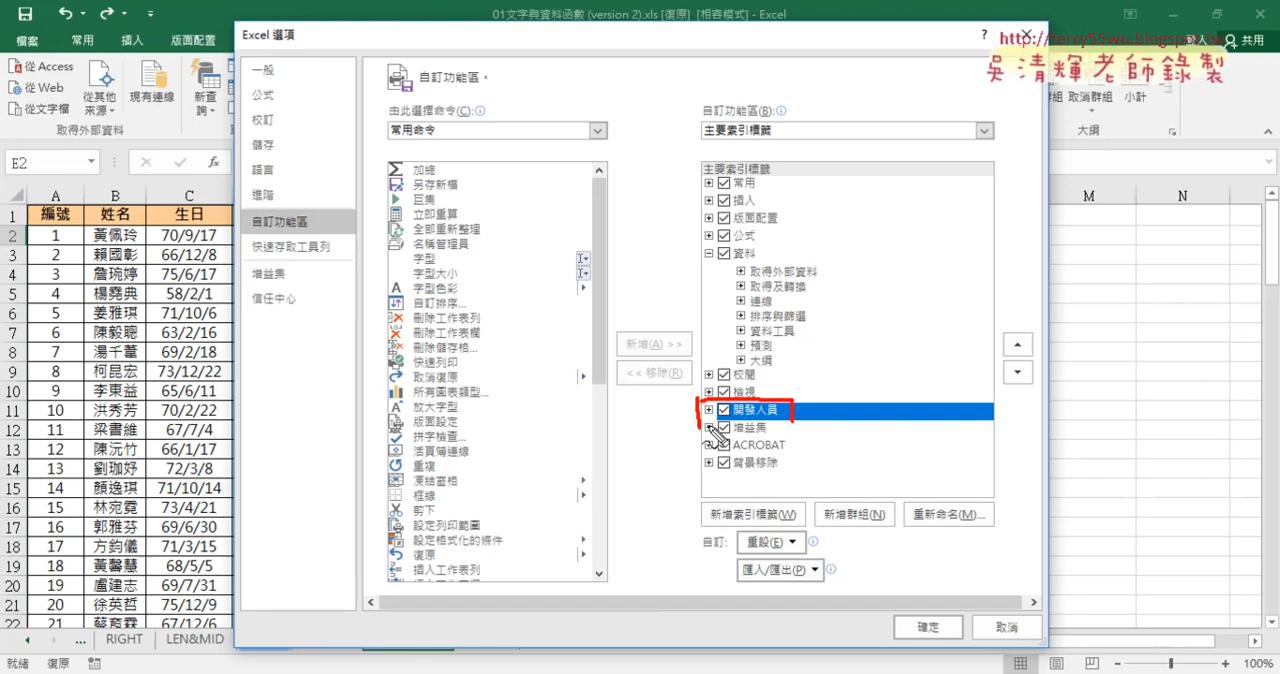 01文字與資料函數 (version 2).xls [復原] [相容模式] - Excel
檔案 常用 插入 版面配置 共用
http://terry55wu.blogspot.tw
吳清輝老師錄製
從 Access
從 Web
從文字檔
從其他來源
現有連線
新查詢
取得外部資料
取消群組
小計
大綱
E2
Excel 選項
一般
公式
校訂
儲存
語言
進階
自訂功能區
快速存取工具列
增益集
信任中心
自訂功能區。
由此選擇命令(C):
常用命令
加總
另存新檔
巨集
立即重算
全部重新整理
名稱管理員
字型
字型大小
字型色彩
自訂排序...
刪除工作表列
刪除工作表欄
刪除儲存格...
快速列印
取消復原
所有圖表類型...
放大字型
版面設定
拼字檢查...
活頁簿連線
重複
凍結窗格
框線
剪下
設定列印範圍
設定格式化的條件
復原
插入工作表列
新增(A) >>
<< 移除(R)
自訂功能區(B):
主要索引標籤
主要索引標籤
常用
插入
版面配置
公式
資料
取得外部資料
取得及轉換
連線
排序與篩選
資料工具
預測
大綱
校閱
檢視
開發人員
增益集
ACROBAT
背景移除
新增索引標籤(W) 新增群組(N) 重新命名(M)...
自訂: 重設(E)
匯入/匯出(P)
確定 取消
A B C M N
1 編號 姓名 生日
2 1 黃佩玲 70/9/17
3 2 賴國彰 66/12/8
4 3 詹琬婷 75/6/17
5 4 楊堯典 58/2/1
6 5 姜雅琪 71/10/6
7 6 陳毅聰 63/2/16
8 7 湯千菫 69/2/18
9 8 柯昆宏 73/12/22
10 9 李東益 65/6/11
11 10 洪秀芳 70/2/22
12 11 梁書維 67/7/4
13 12 陳沅竹 66/1/17
14 13 劉珈妤 72/3/8
15 14 顏逸琪 71/10/14
16 15 林宛霓 73/4/21
17 16 郭雅芬 69/6/30
18 17 方鈞儀 71/3/15
19 18 黃馨慧 68/5/5
20 19 盧建志 69/7/31
21 20 徐英哲 75/12/9
22 21 67/12/6
... RIGHT LEN&MID
就緒 復原 100%